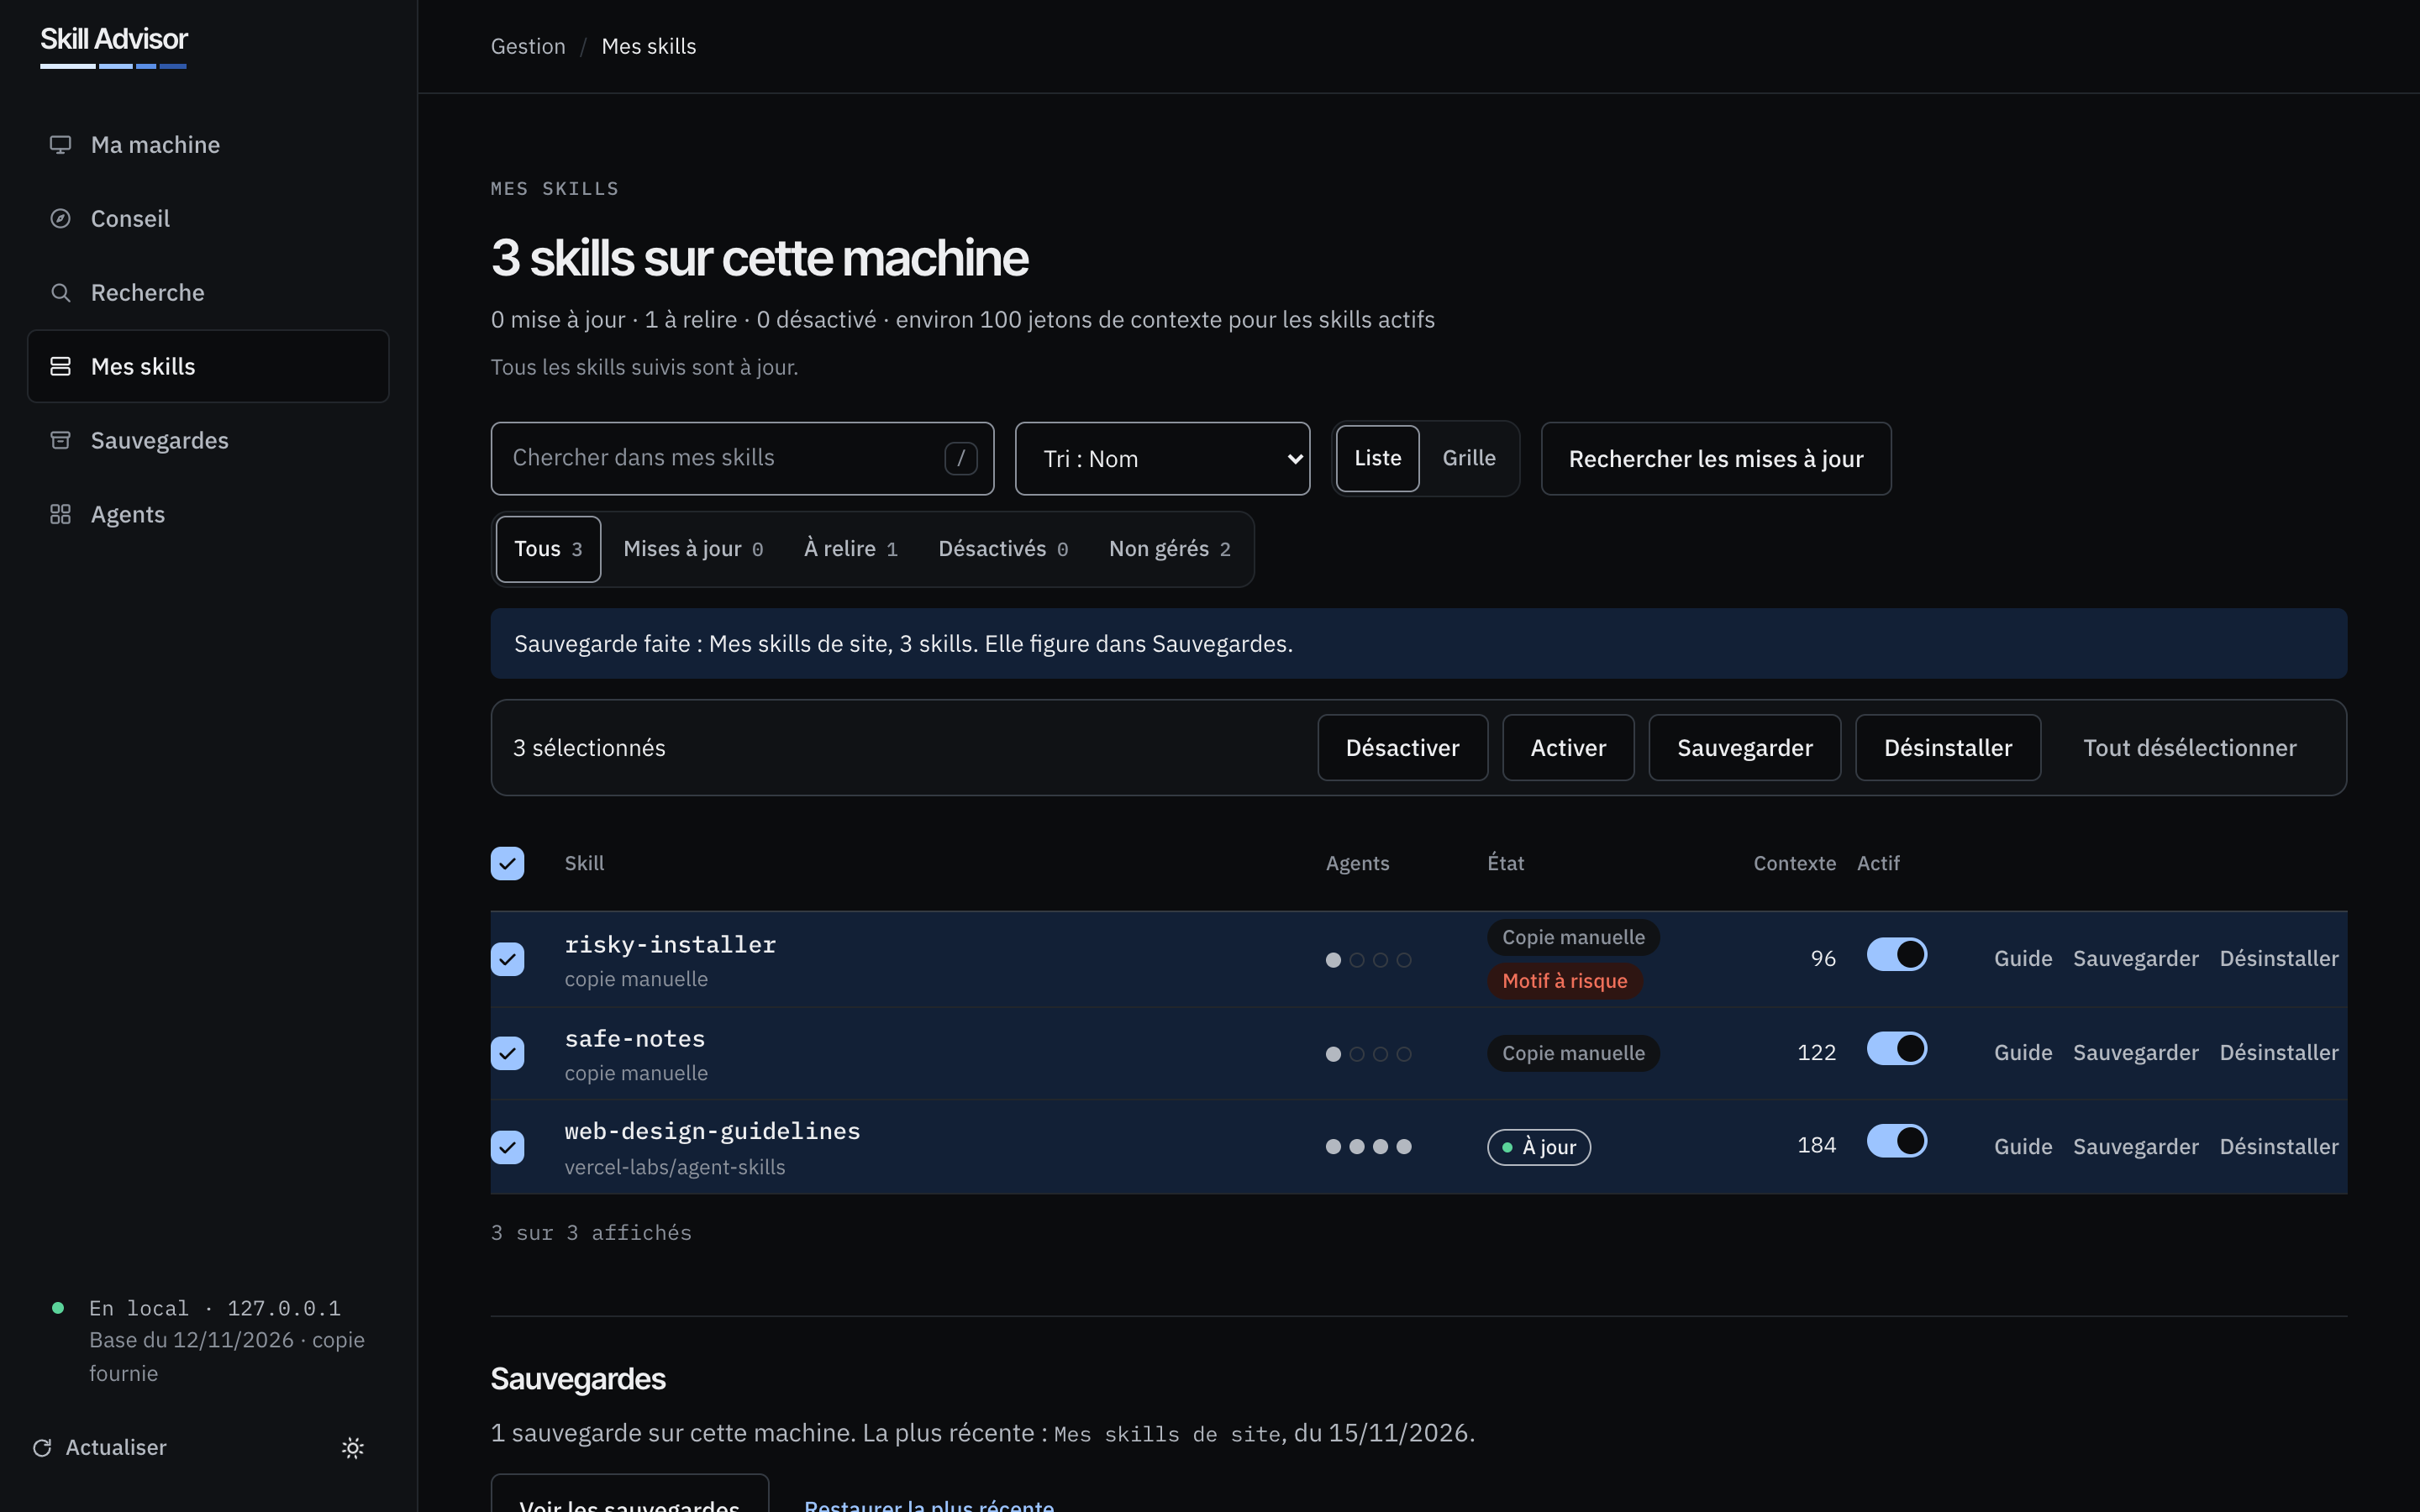 Skill Advisor
Ma machine
Conseil
Recherche
Mes skills
Sauvegardes
Agents
En local · 127.0.0.1
Base du 12/11/2026 · copie
fournie
Actualiser
Gestion / Mes skills
MES SKILLS
3 skills sur cette machine
0 mise à jour · 1 à relire · 0 désactivé · environ 100 jetons de contexte pour les skills actifs
Tous les skills suivis sont à jour.
Chercher dans mes skills / Tri : Nom Liste Grille Rechercher les mises à jour
Tous 3 Mises à jour 0 À relire 1 Désactivés 0 Non gérés 2
Sauvegarde faite : Mes skills de site, 3 skills. Elle figure dans Sauvegardes.
3 sélectionnés Désactiver Activer Sauvegarder Désinstaller Tout désélectionner
Skill Agents État Contexte Actif
risky-installer
copie manuelle
Copie manuelle
Motif à risque
96 Guide Sauvegarder Désinstaller
safe-notes
copie manuelle
Copie manuelle
122 Guide Sauvegarder Désinstaller
web-design-guidelines
vercel-labs/agent-skills
À jour
184 Guide Sauvegarder Désinstaller
3 sur 3 affichés
Sauvegardes
1 sauvegarde sur cette machine. La plus récente : Mes skills de site, du 15/11/2026.
Voir les sauvegardes Restaurer la plus récente